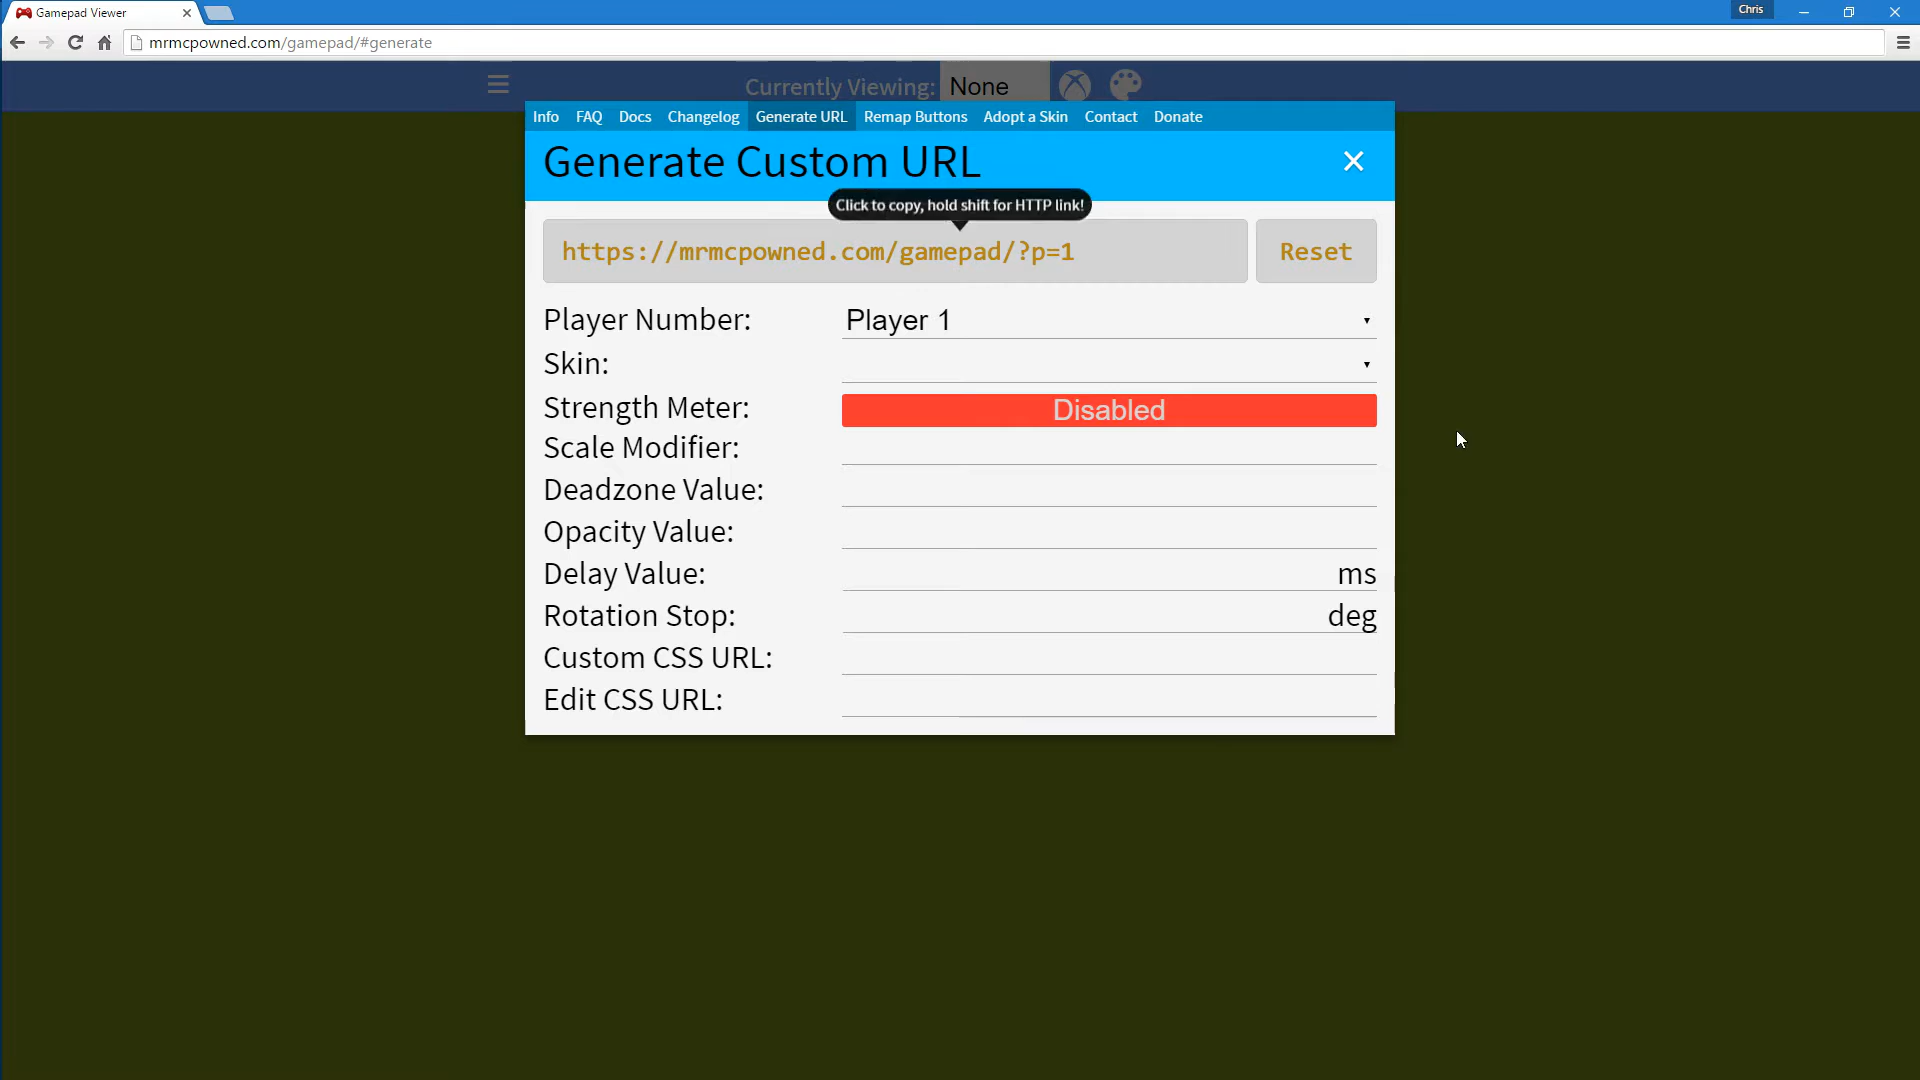 Gamepad Viewer
Chris
mrmcpowned.com/gamepad/#generate
Currently Viewing: None
Info FAQ Docs Changelog Generate URL Remap Buttons Adopt a Skin Contact Donate
Generate Custom URL
Click to copy, hold shift for HTTP link!
https://mrmcpowned.com/gamepad/?p=1 Reset
Player Number: Player 1
Skin:
Strength Meter: Disabled
Scale Modifier:
Deadzone Value:
Opacity Value:
Delay Value: ms
Rotation Stop: deg
Custom CSS URL:
Edit CSS URL: